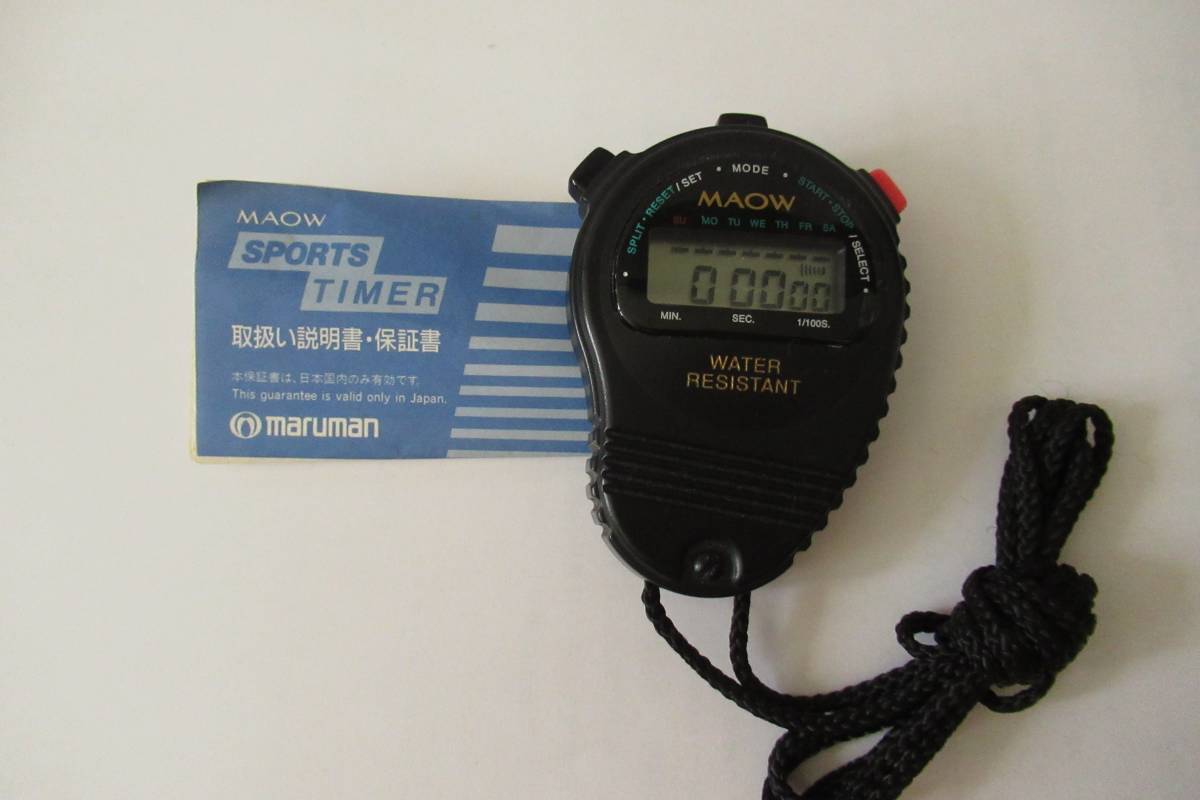 MAOW
SPORTS
TIMER
取扱い説明書・保証書
本保証書は、日本国内のみ有効です。
This guarantee is valid only in Japan.
maruman
• SPLIT • RESET / SET • MODE • START • STOP / SELECT •
MAOW
SU MO TU WE TH FR SA
0 00 00
MIN. SEC. 1/100S.
WATER
RESISTANT